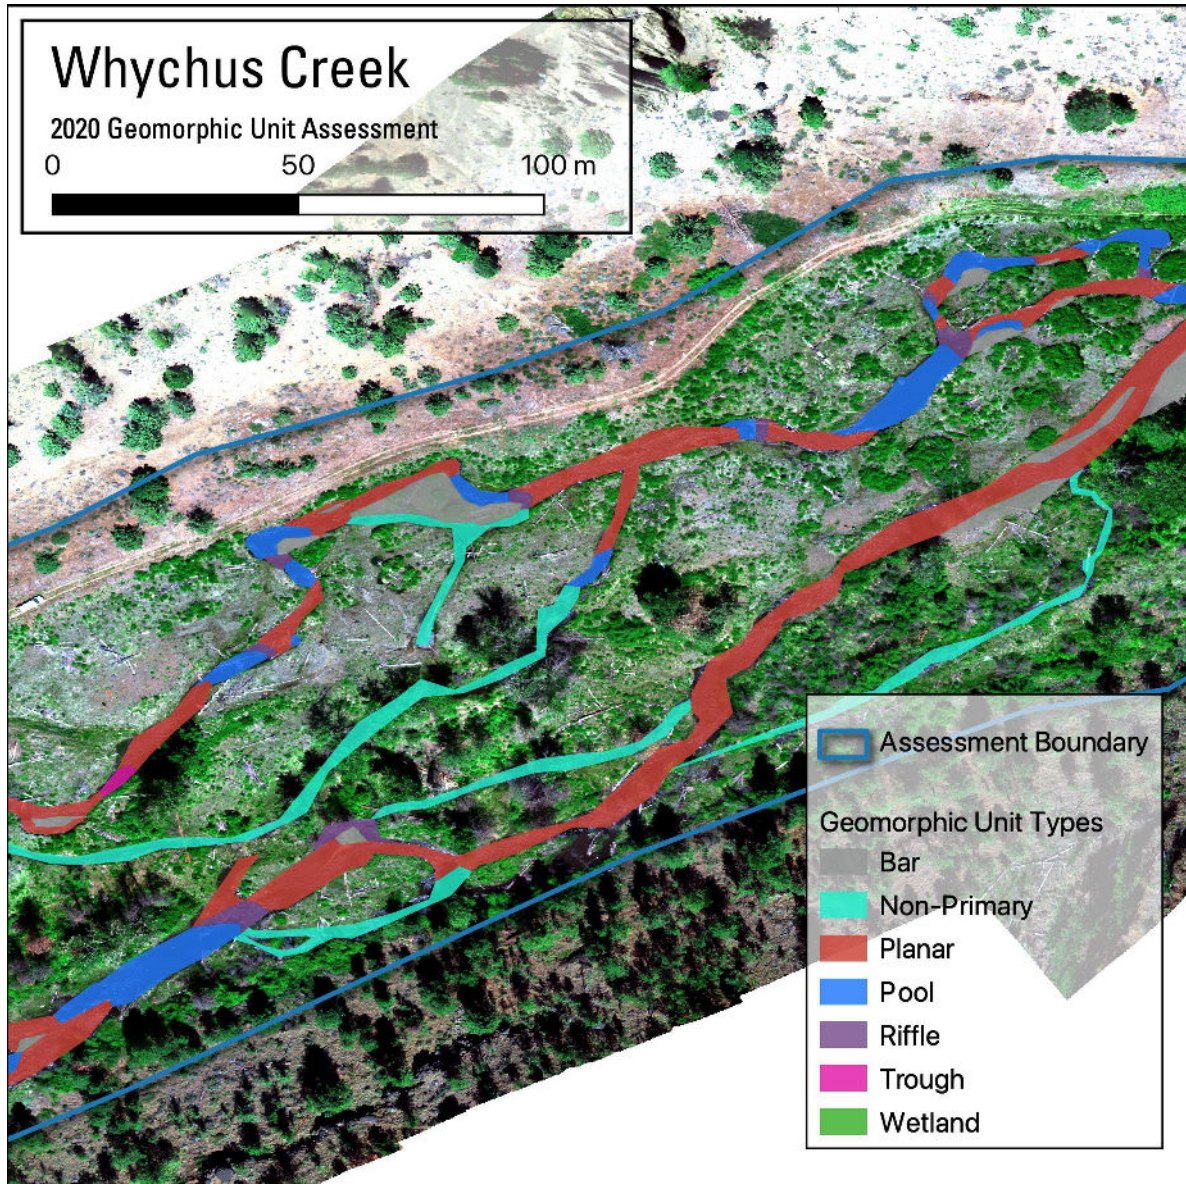 Whychus Creek
2020 Geomorphic Unit Assessment
0 50 100 m
Assessment Boundary
Geomorphic Unit Types
Bar
Non-Primary
Planar
Pool
Riffle
Trough
Wetland